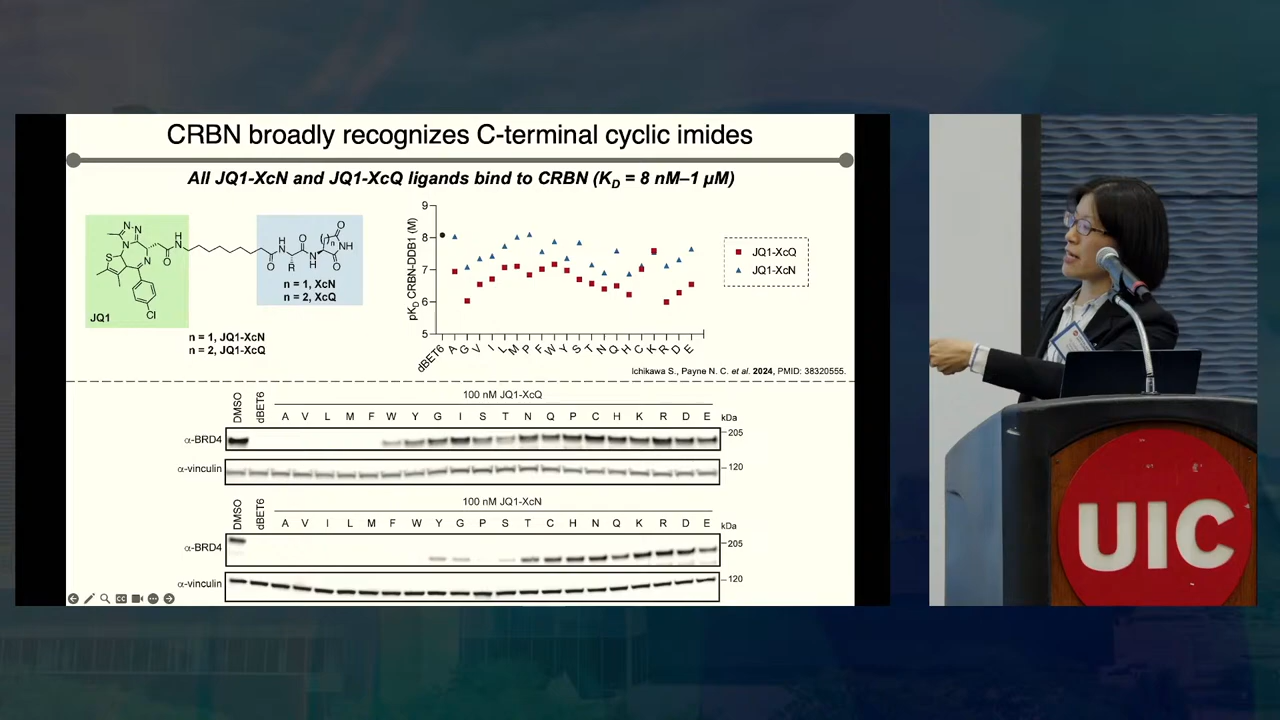 CRBN broadly recognizes C-terminal cyclic imides
All JQ1-XcN and JQ1-XcQ ligands bind to CRBN (KD = 8 nM–1 µM)
N N
N
N
S
Cl
JQ1
H
N
O
O
H
N
R
O
N
H
O
( )n
NH
O
n = 1, XcN
n = 2, XcQ
n = 1, JQ1-XcN
n = 2, JQ1-XcQ
pKD CRBN-DDB1 (M)
9
8
7
6
5
dBET6 A G V I L M P F W Y S T N Q H C K R D E
JQ1-XcQ
JQ1-XcN
Ichikawa S., Payne N. C. et al. 2024, PMID: 38320555.
100 nM JQ1-XcQ
DMSO dBET6 A V L M F W Y G I S T N Q P C H K R D E kDa
α-BRD4 205
α-vinculin 120
100 nM JQ1-XcN
DMSO dBET6 A V I L M F W Y G P S T C H N Q K R D E kDa
α-BRD4 205
α-vinculin 120
UIC